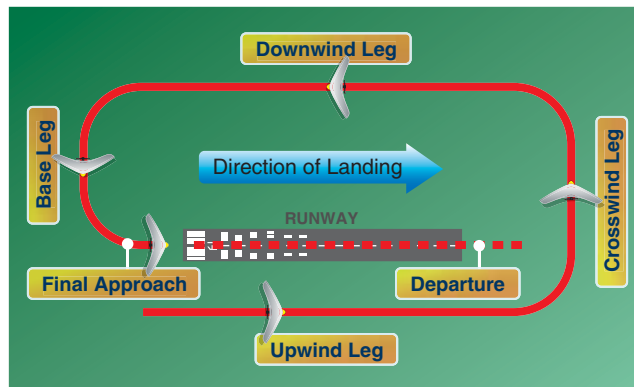 Downwind Leg
Base Leg
Direction of Landing
Crosswind Leg
RUNWAY
Final Approach
Departure
Upwind Leg